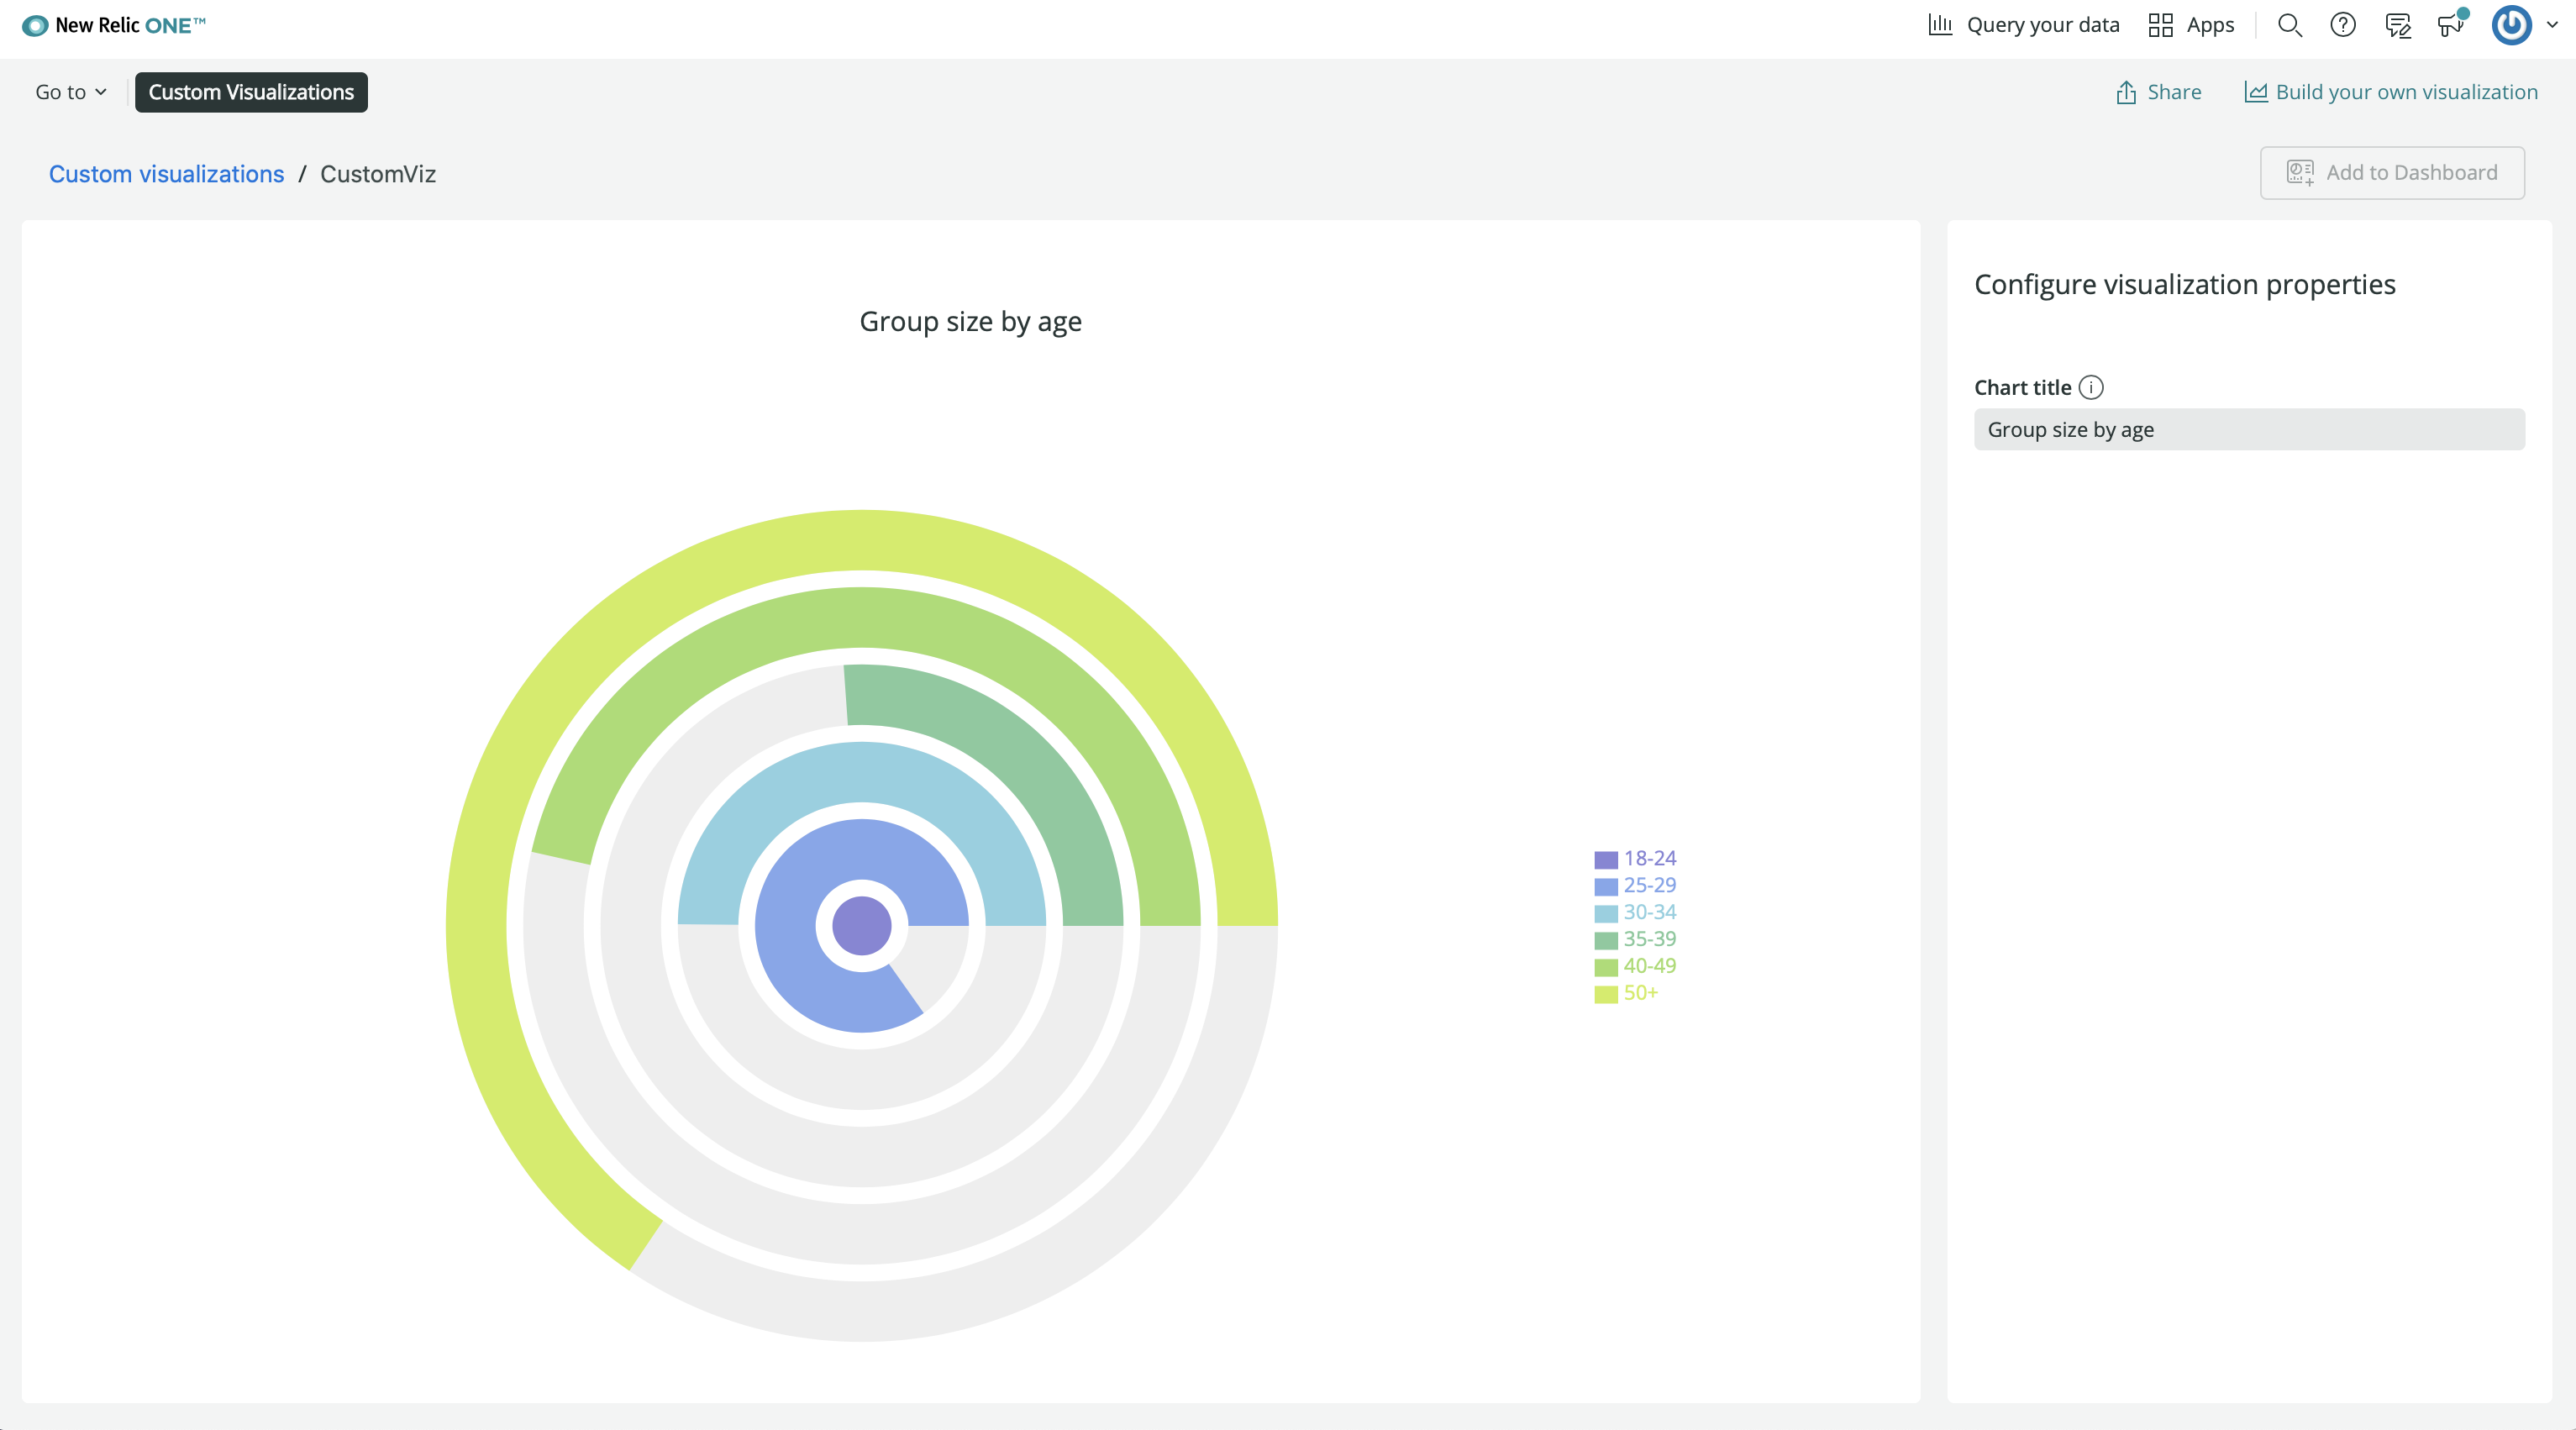 New Relic ONE™ Query your data Apps
Go to Custom Visualizations Share Build your own visualization
Custom visualizations / CustomViz Add to Dashboard
Group size by age
18-24
25-29
30-34
35-39
40-49
50+
Configure visualization properties
Chart title
Group size by age